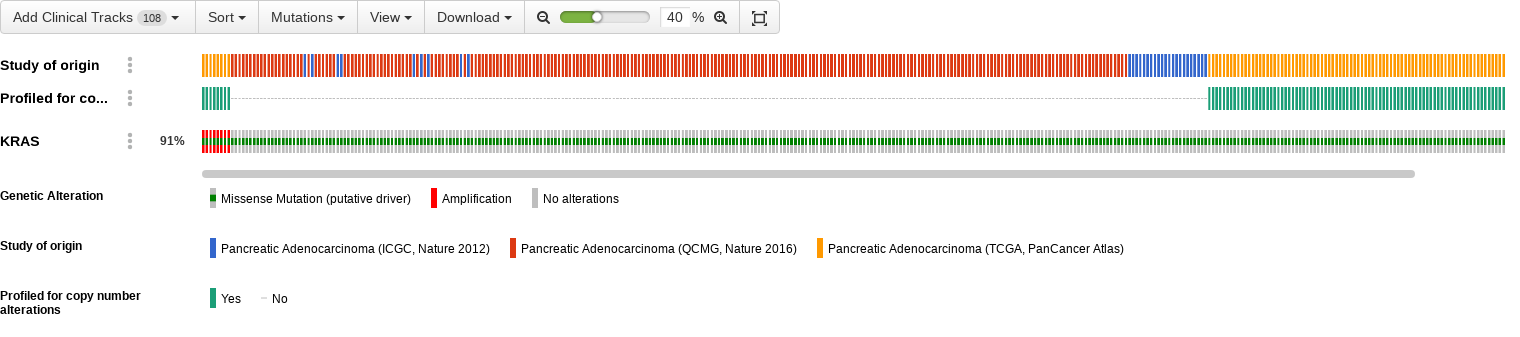 Add Clinical Tracks 108 Sort Mutations View Download 40 %
Study of origin
Profiled for co...
KRAS 91%
Genetic Alteration Missense Mutation (putative driver) Amplification No alterations
Study of origin Pancreatic Adenocarcinoma (ICGC, Nature 2012) Pancreatic Adenocarcinoma (QCMG, Nature 2016) Pancreatic Adenocarcinoma (TCGA, PanCancer Atlas)
Profiled for copy number Yes No
alterations